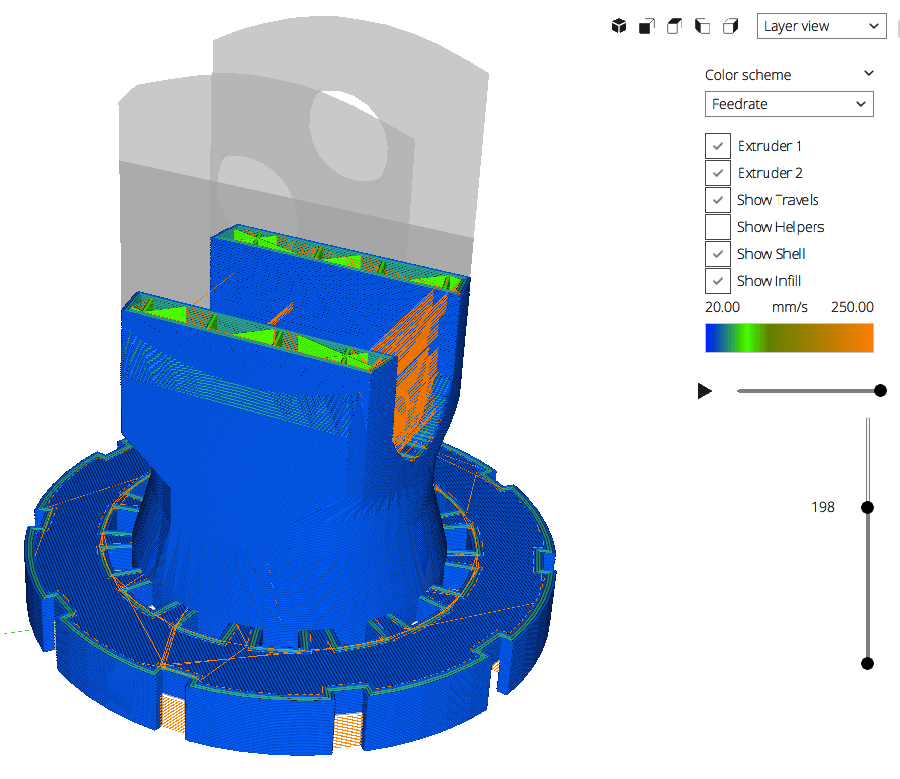 Layer view
Color scheme
Feedrate
Extruder 1
Extruder 2
Show Travels
Show Helpers
Show Shell
Show Infill
20.00 mm/s 250.00
198